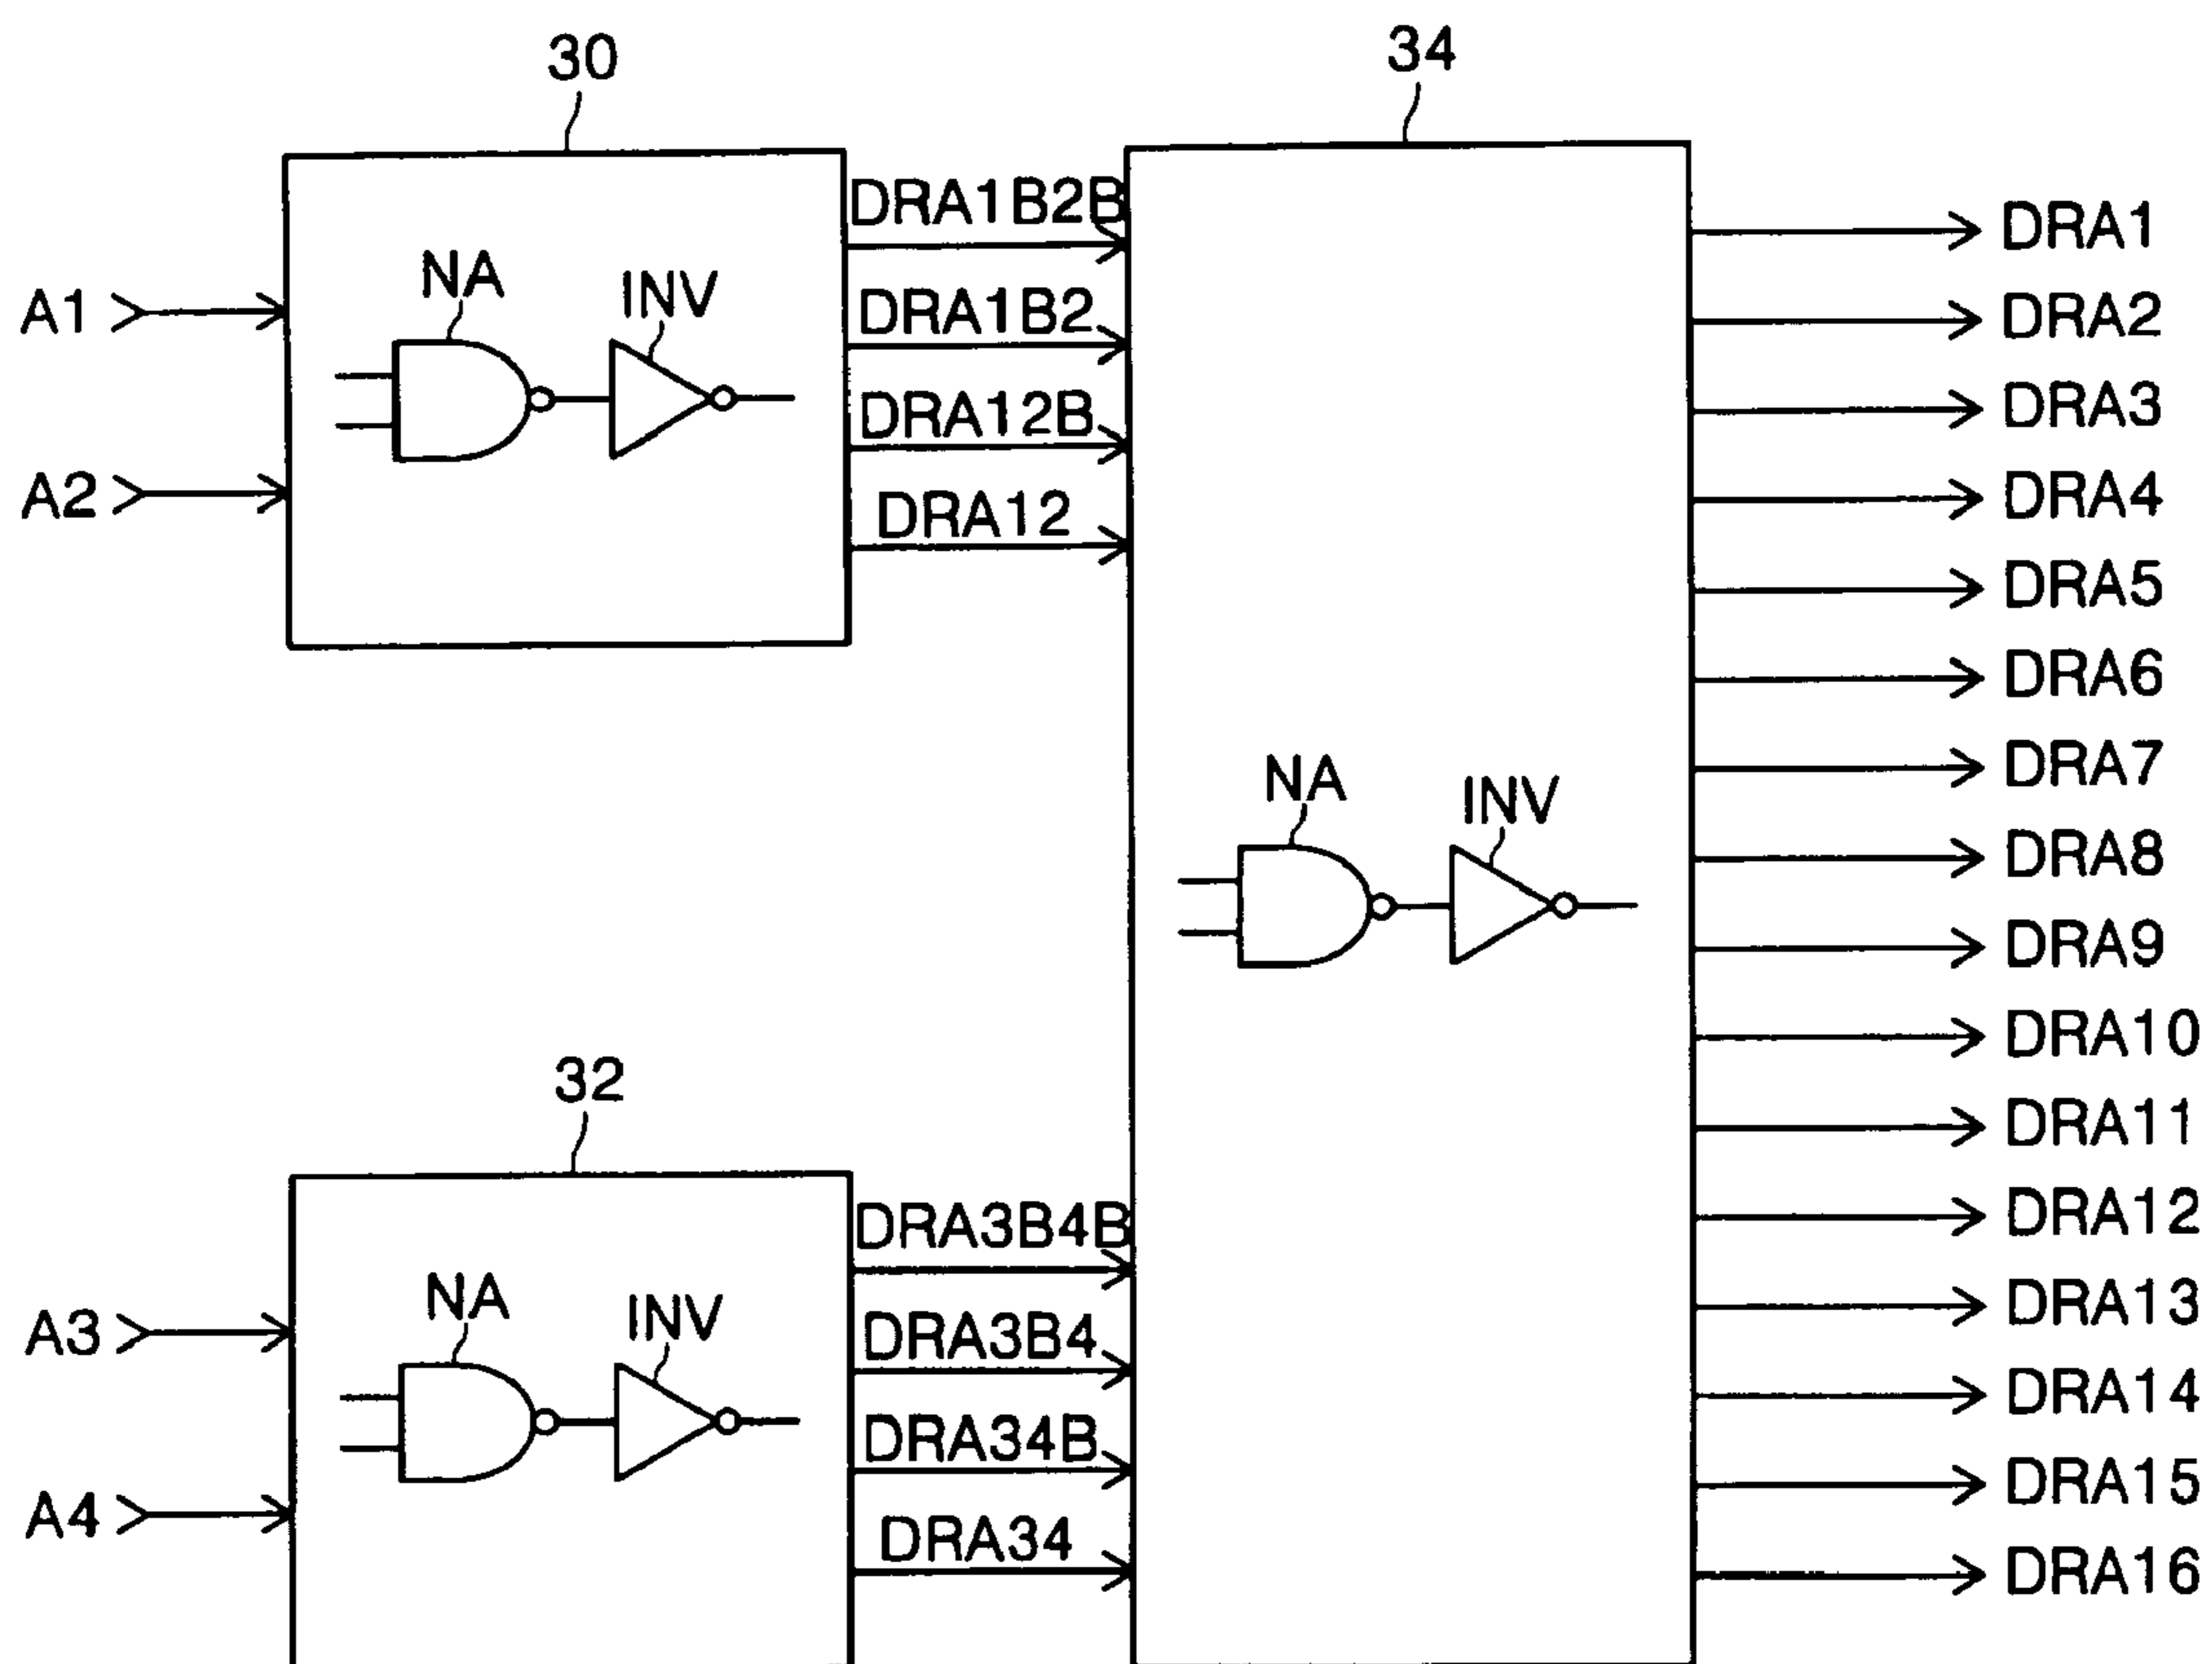 30
34
A1
A2
NA
INV
DRA1B2B
DRA1B2
DRA12B
DRA12
32
A3
A4
NA
INV
DRA3B4B
DRA3B4
DRA34B
DRA34
NA
INV
DRA1
DRA2
DRA3
DRA4
DRA5
DRA6
DRA7
DRA8
DRA9
DRA10
DRA11
DRA12
DRA13
DRA14
DRA15
DRA16